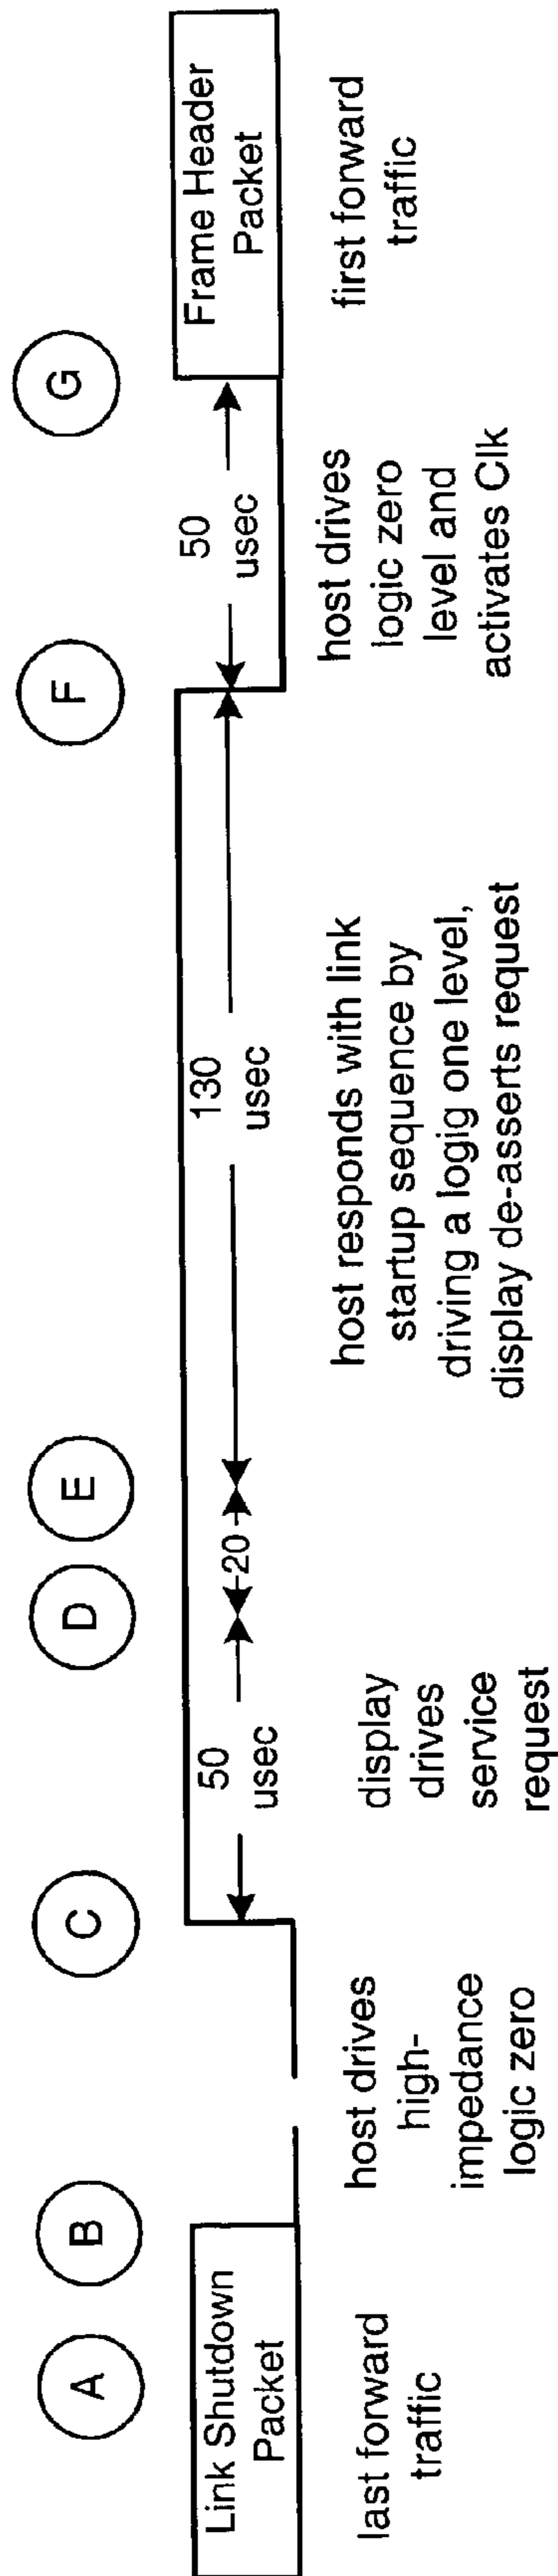 A
B
C
D
E
F
G
Link Shutdown
Packet
50
usec
20
130
usec
50
usec
Frame Header
Packet
last forward
traffic
host drives
high-
impedance
logic zero
display
drives
service
request
host responds with link
startup sequence by
driving a logig one level,
display de-asserts request
host drives
logic zero
level and
activates Clk
first forward
traffic